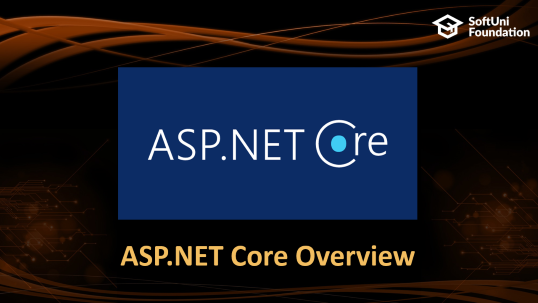 SoftUni
Foundation
ASP.NET Core
ASP.NET Core Overview